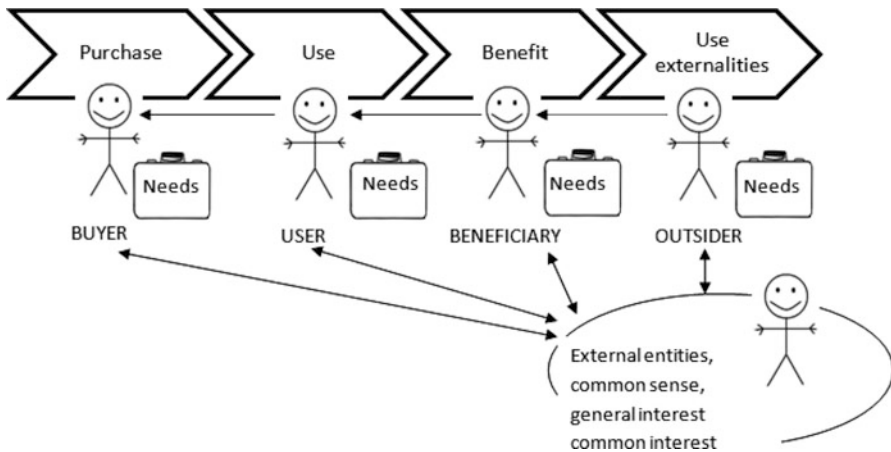 Purchase
Use
Benefit
Use
externalities
Needs
Needs
Needs
Needs
BUYER
USER
BENEFICIARY
OUTSIDER
External entities,
common sense,
general interest
common interest